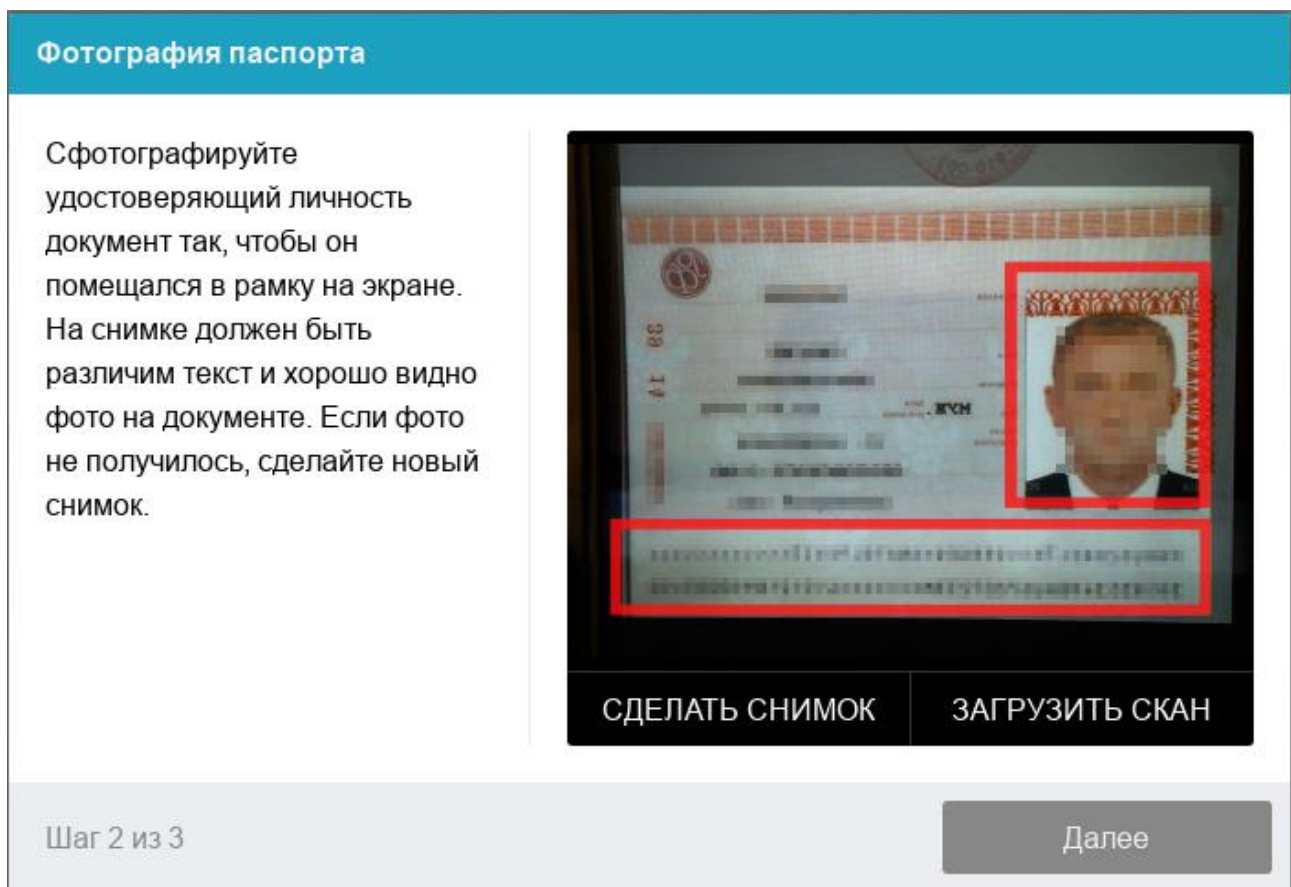 Фотография паспорта
Сфотографируйте
удостоверяющий личность
документ так, чтобы он
помещался в рамку на экране.
На снимке должен быть
различим текст и хорошо видно
фото на документе. Если фото
не получилось, сделайте новый
снимок.
МУЖ.
СДЕЛАТЬ СНИМОК
ЗАГРУЗИТЬ СКАН
Шаг 2 из 3
Далее